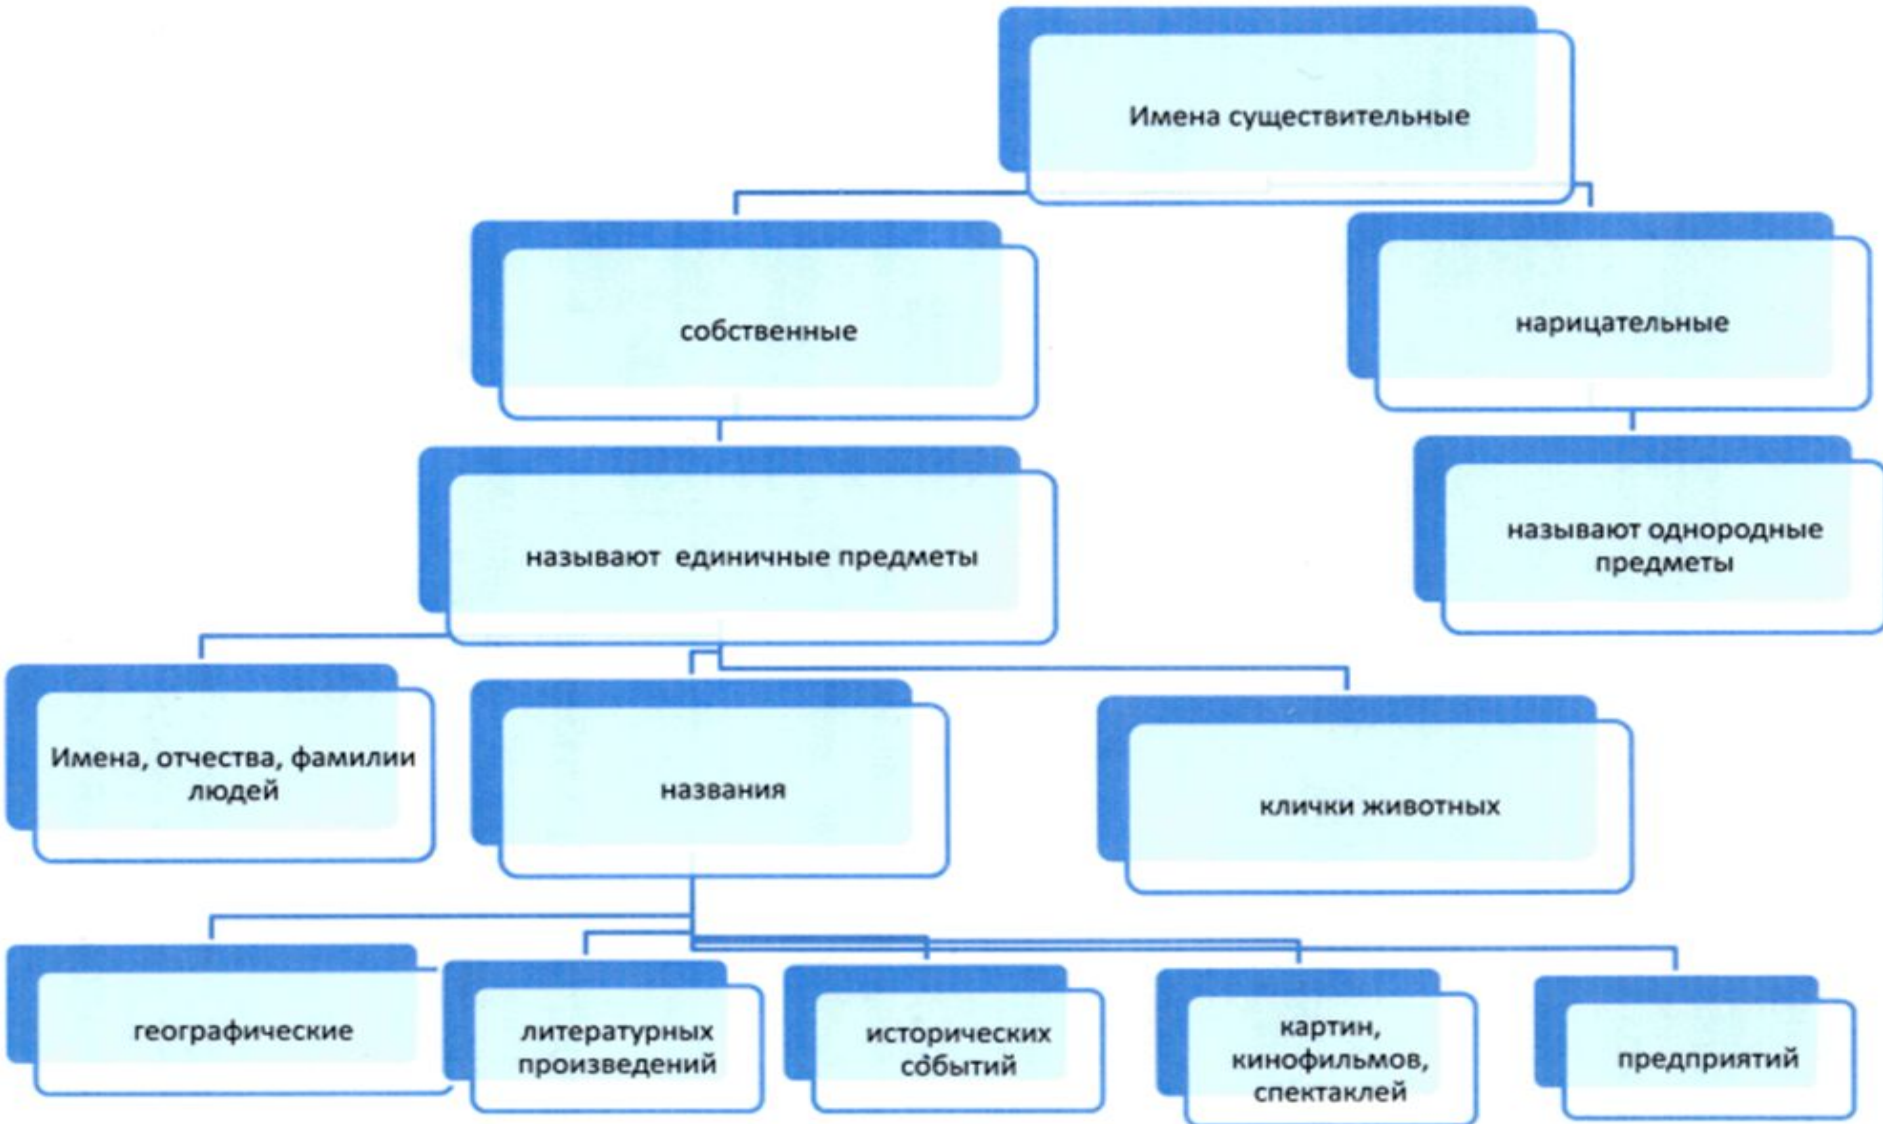 Имена существительные
собственные
нарицательные
называют единичные предметы
называют однородные
предметы
Имена, отчества, фамилии
людей
названия
клички животных
географические
литературных
произведений
исторических
событий
картин,
кинофильмов,
спектаклей
предприятий